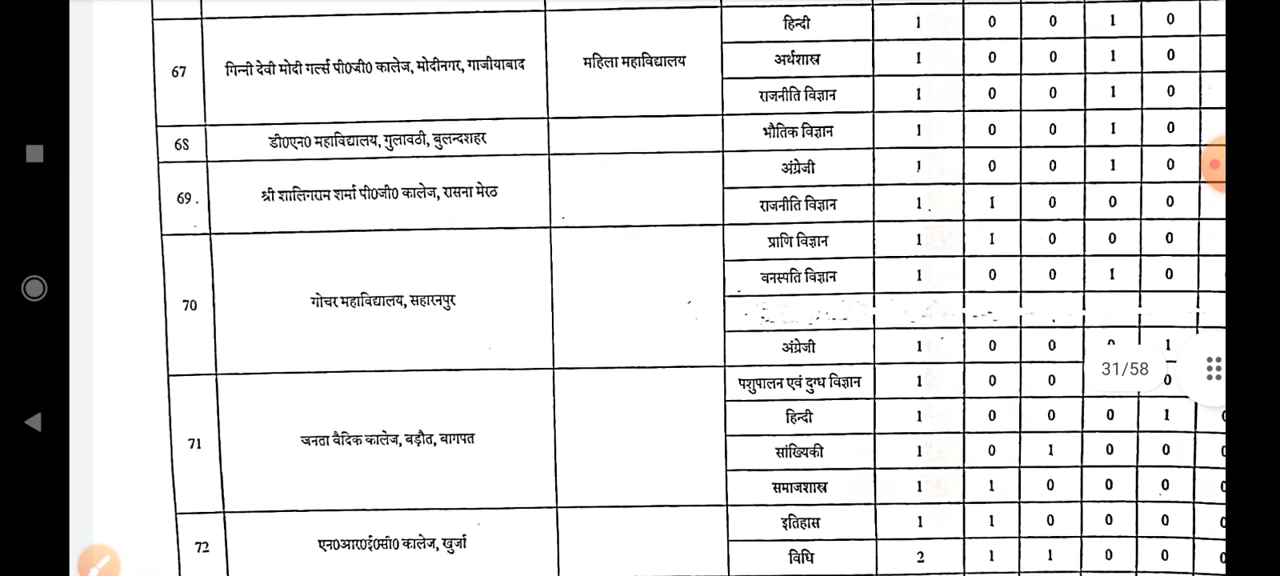 हिन्दी 1 0 0 1 0
67 गिन्नी देवी मोदी गर्ल्स पी0जी0 कालेज, मोदीनगर, गाजीयाबाद महिला महाविद्यालय अर्थशास्त्र 1 0 0 1 0
राजनीति विज्ञान 1 0 0 1 0
68 डी0एन0 महाविद्यालय, गुलावठी, बुलन्दशहर भौतिक विज्ञान 1 0 0 1 0
अंग्रेजी 1 0 0 1 0
69 . श्री शालिगराम शर्मा पी0जी0 कालेज, रासना मेरठ
राजनीति विज्ञान 1 1 0 0 0
प्राणि विज्ञान 1 1 0 0 0
वनस्पति विज्ञान 1 0 0 1 0
70 गोचर महाविद्यालय, सहारनपुर
अंग्रेजी 1 0 0 1
31/58
पशुपालन एवं दुग्ध विज्ञान 1 0 0 0
हिन्दी 1 0 0 0 1
71 जनता वैदिक कालेज, बड़ौत, बागपत
सांख्यिकी 1 0 1 0 0
समाजशास्त्र 1 1 0 0 0
इतिहास 1 1 0 0 0
72 एन0आर0ई0सी0 कालेज, खुर्जा
विधि 2 1 1 0 0